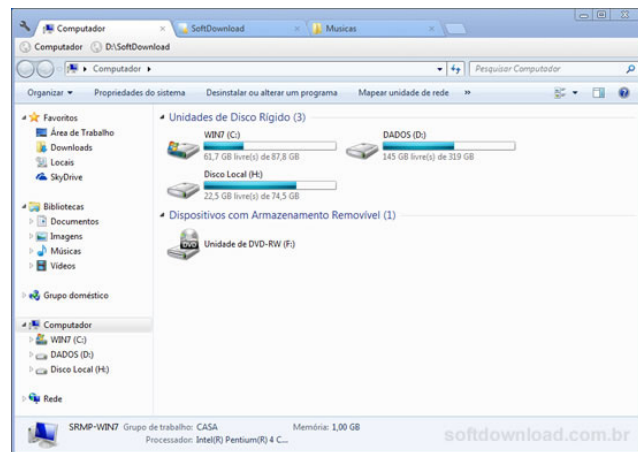 Computador SoftDownload Musicas
Computador D:\SoftDownload
Computador Pesquisar Computador
Organizar Propriedades do sistema Desinstalar ou alterar um programa Mapear unidade de rede »
Favoritos
Área de Trabalho
Downloads
Locais
SkyDrive
Bibliotecas
Documentos
Imagens
Músicas
Vídeos
Grupo doméstico
Computador
WIN7 (C:)
DADOS (D:)
Disco Local (H:)
Rede
Unidades de Disco Rígido (3)
WIN7 (C:)
61,7 GB livre(s) de 87,8 GB
DADOS (D:)
145 GB livre(s) de 319 GB
Disco Local (H:)
22,5 GB livre(s) de 74,5 GB
Dispositivos com Armazenamento Removível (1)
DVD
Unidade de DVD-RW (F:)
SRMP-WIN7 Grupo de trabalho: CASA Memória: 1,00 GB
Processador: Intel(R) Pentium(R) 4 C...
softdownload.com.br